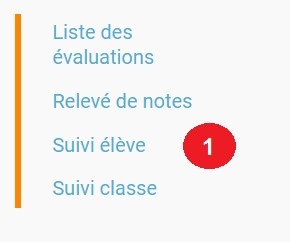 Liste des
évaluations
Relevé de notes
Suivi élève 1
Suivi classe